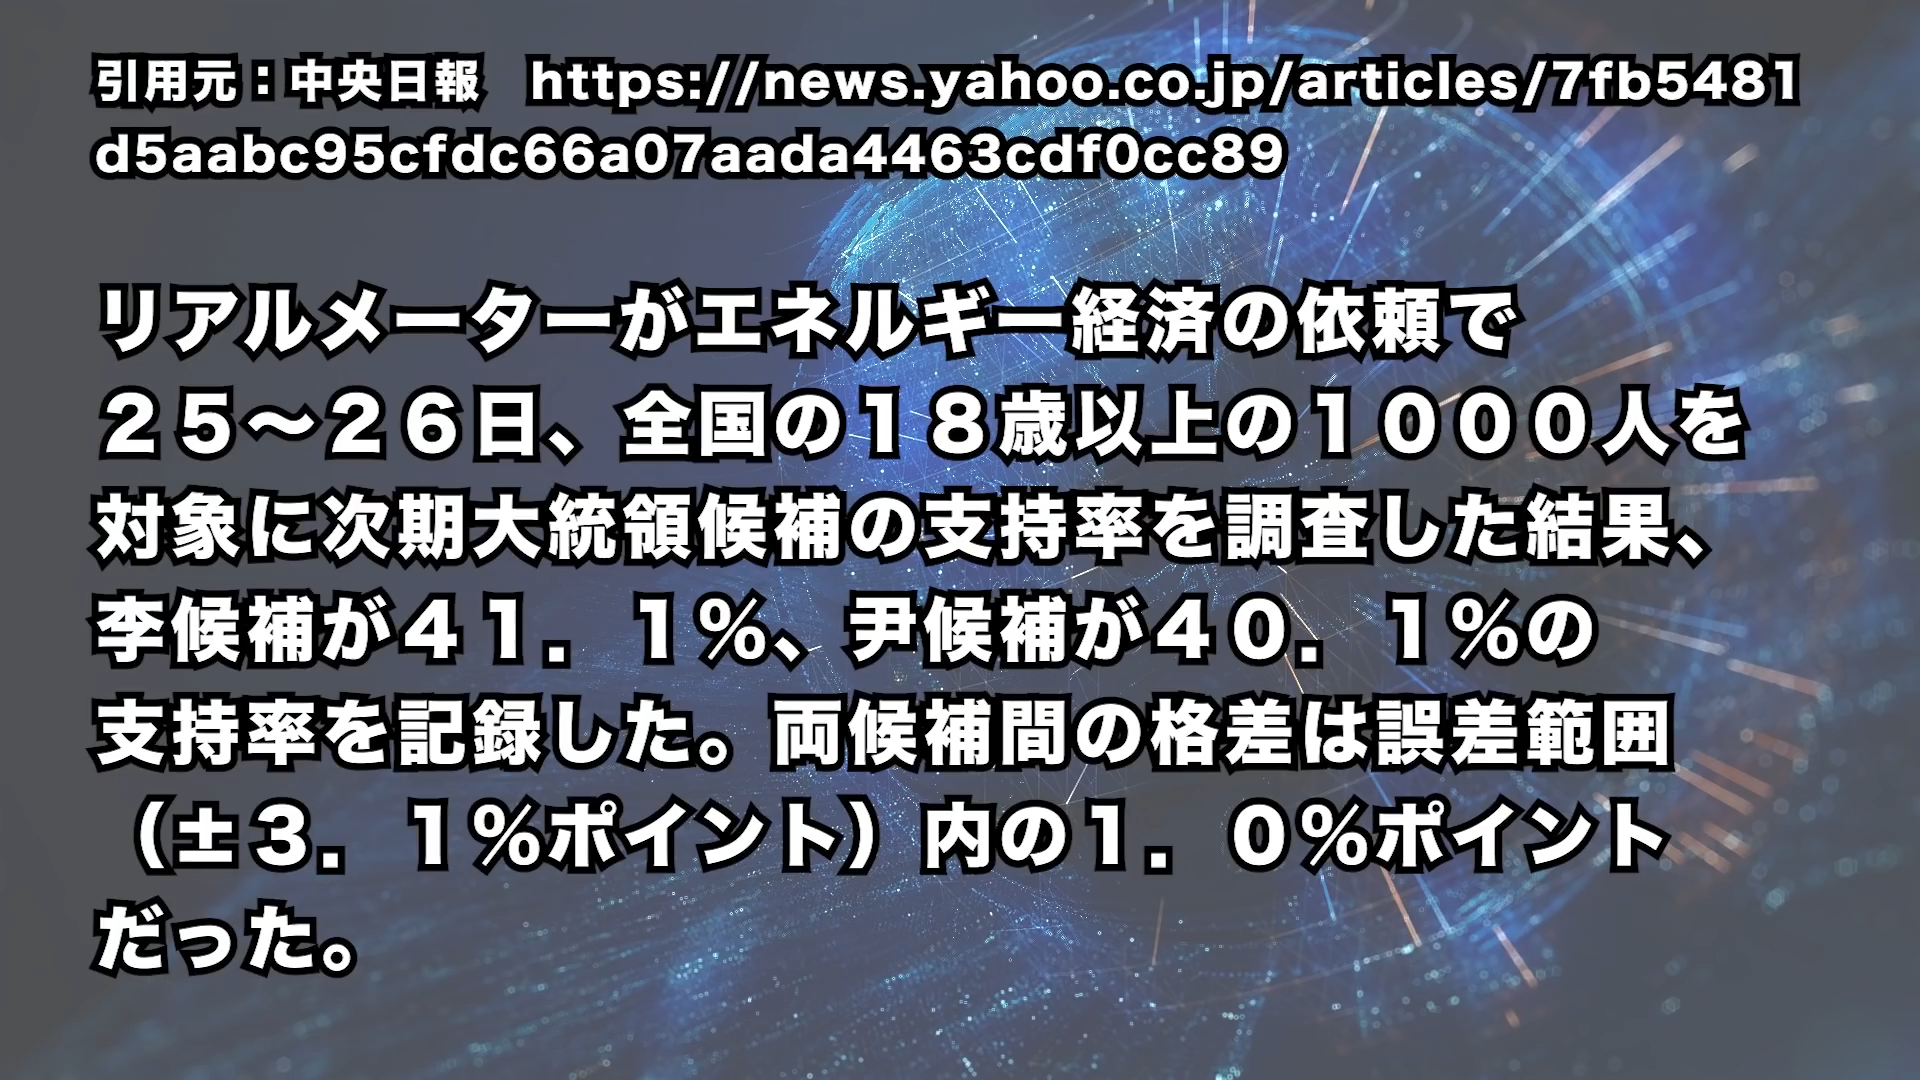 引用元：中央日報　https://news.yahoo.co.jp/articles/7fb5481
d5aabc95cfdc66a07aada4463cdf0cc89
リアルメーターがエネルギー経済の依頼で
２５～２６日、全国の１８歳以上の１０００人を
対象に次期大統領候補の支持率を調査した結果、
李候補が４１．１％、尹候補が４０．１％の
支持率を記録した。両候補間の格差は誤差範囲
（±３．１％ポイント）内の１．０％ポイント
だった。